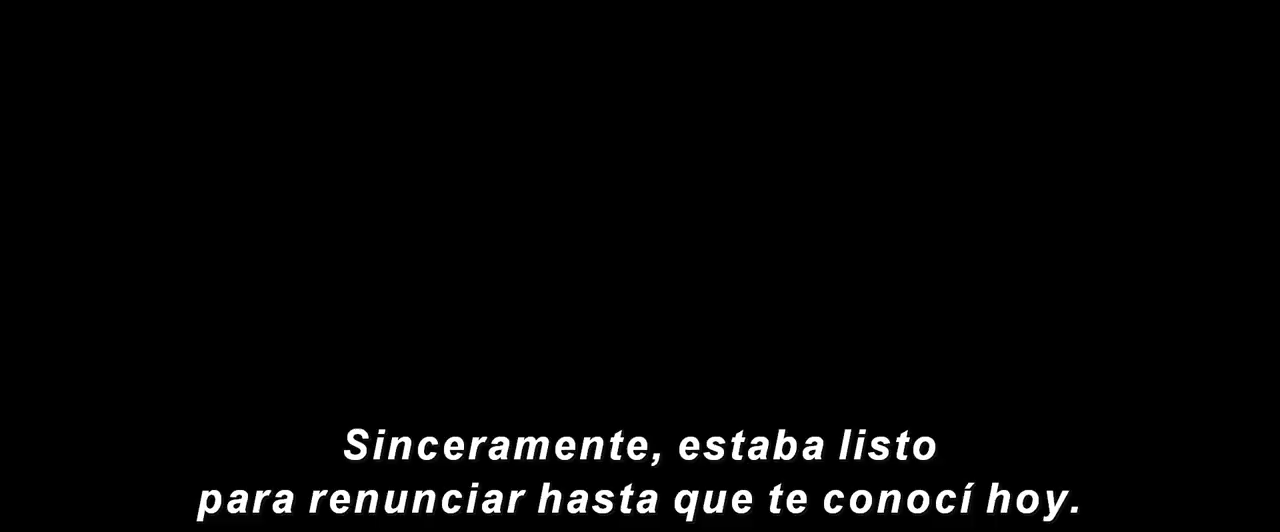 Sinceramente, estaba listo
para renunciar hasta que te conocí hoy.